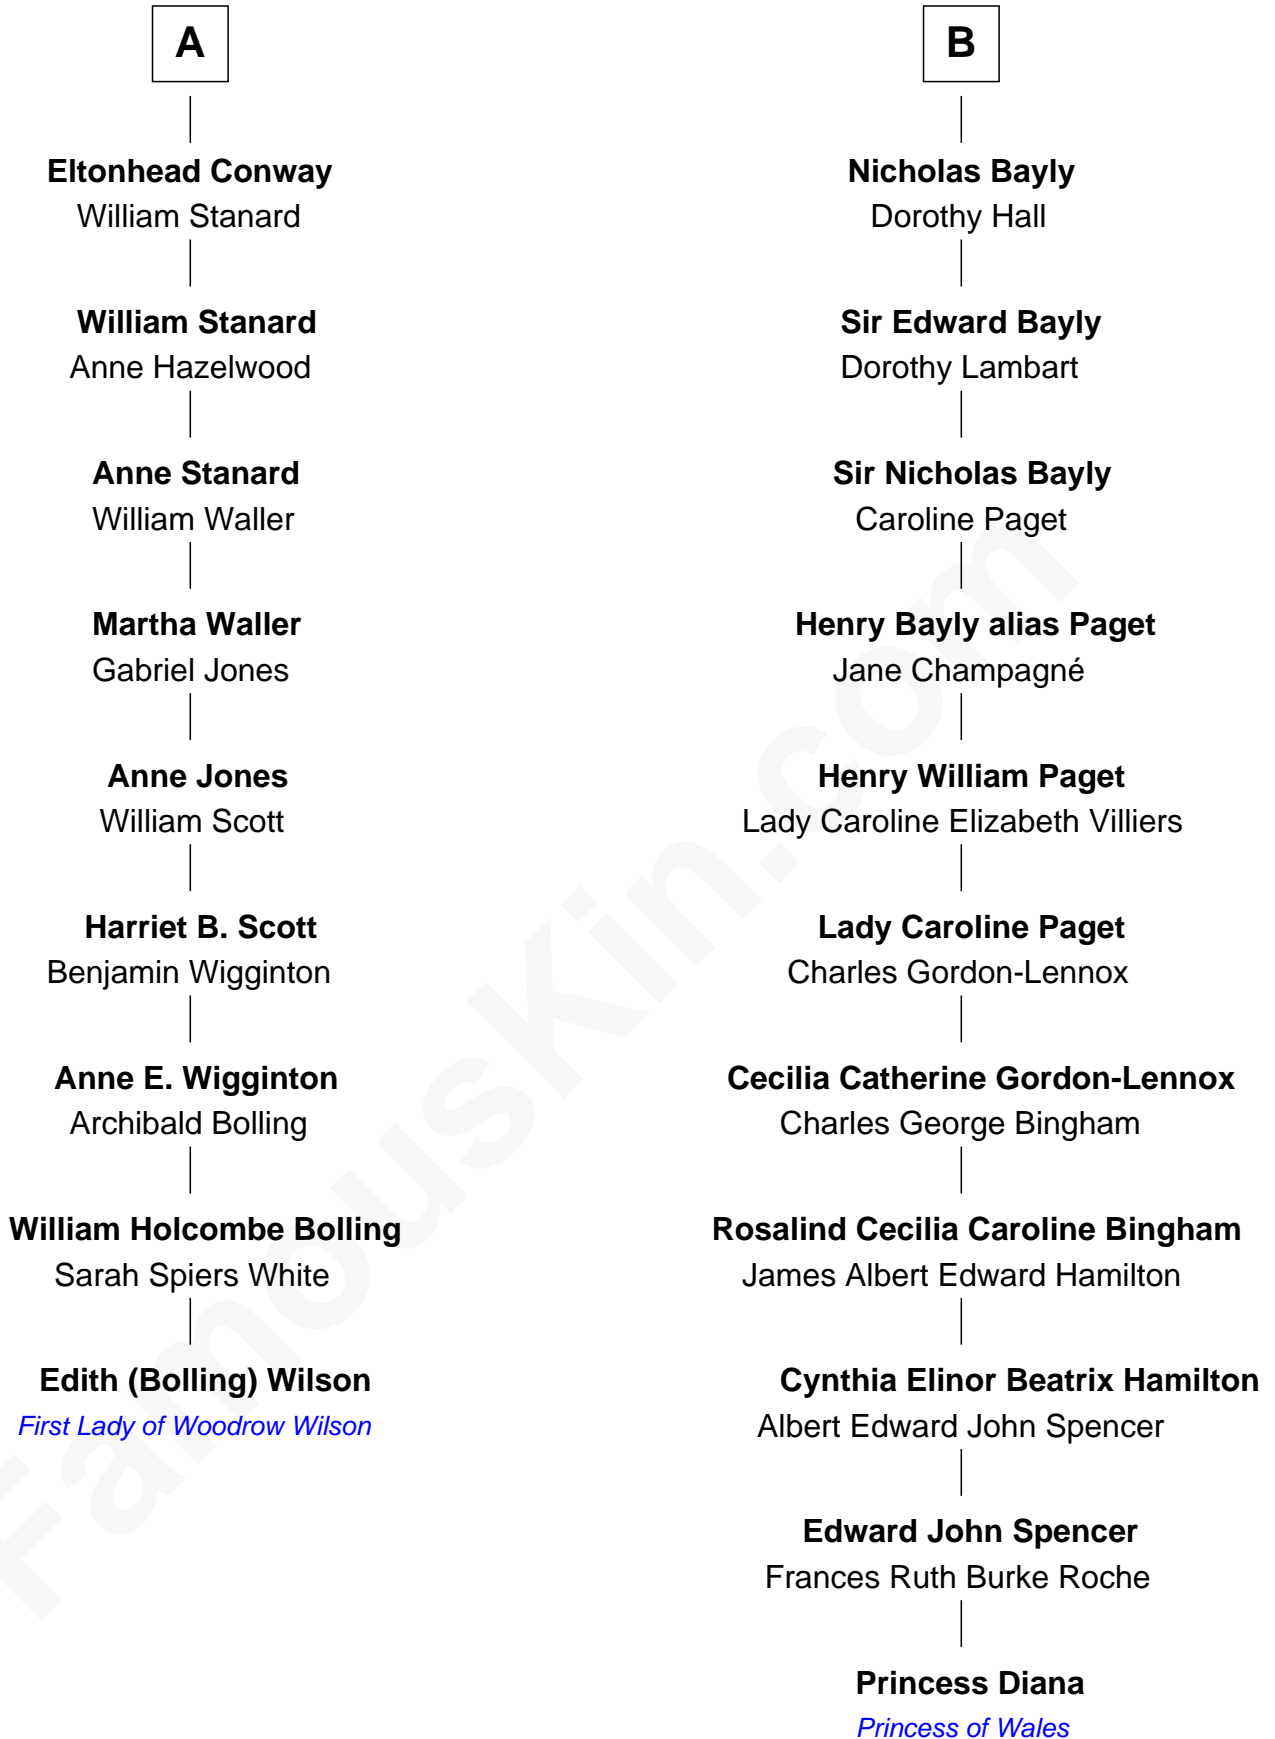 A
Eltonhead Conway
William Stanard
William Stanard
Anne Hazelwood
Anne Stanard
William Waller
Martha Waller
Gabriel Jones
Anne Jones
William Scott
Harriet B. Scott
Benjamin Wigginton
Anne E. Wigginton
Archibald Bolling
William Holcombe Bolling
Sarah Spiers White
Edith (Bolling) Wilson
First Lady of Woodrow Wilson
B
Nicholas Bayly
Dorothy Hall
Sir Edward Bayly
Dorothy Lambart
Sir Nicholas Bayly
Caroline Paget
Henry Bayly alias Paget
Jane Champagné
Henry William Paget
Lady Caroline Elizabeth Villiers
Lady Caroline Paget
Charles Gordon-Lennox
Cecilia Catherine Gordon-Lennox
Charles George Bingham
Rosalind Cecilia Caroline Bingham
James Albert Edward Hamilton
Cynthia Elinor Beatrix Hamilton
Albert Edward John Spencer
Edward John Spencer
Frances Ruth Burke Roche
Princess Diana
Princess of Wales
FamousKin.com